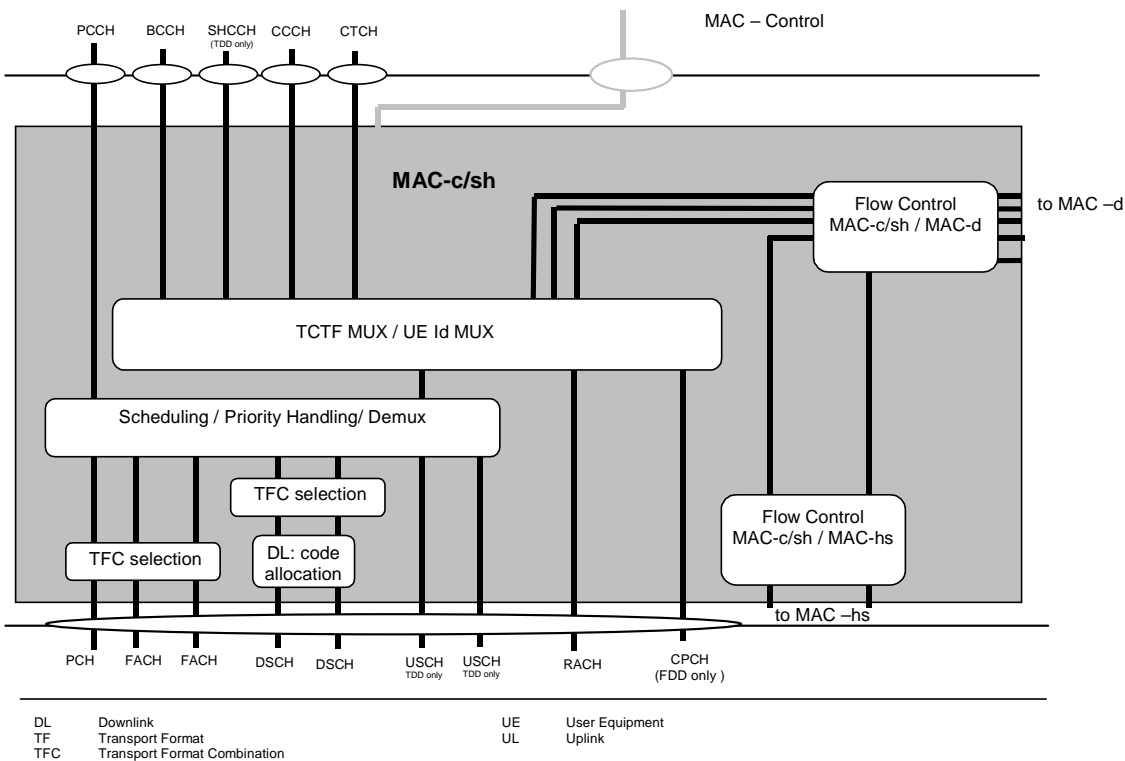 MAC – Control
PCCH
BCCH
SHCCH
(TDD only)
CCCH
CTCH
MAC-c/sh
Flow Control
MAC-c/sh / MAC-d
to MAC –d
TCTF MUX / UE Id MUX
Scheduling / Priority Handling/ Demux
TFC selection
Flow Control
MAC-c/sh / MAC-hs
TFC selection
DL: code
allocation
to MAC –hs
PCH
FACH
FACH
DSCH
DSCH
USCH
TDD only
USCH
TDD only
RACH
CPCH
(FDD only )
DL Downlink
TF Transport Format
TFC Transport Format Combination
UE User Equipment
UL Uplink